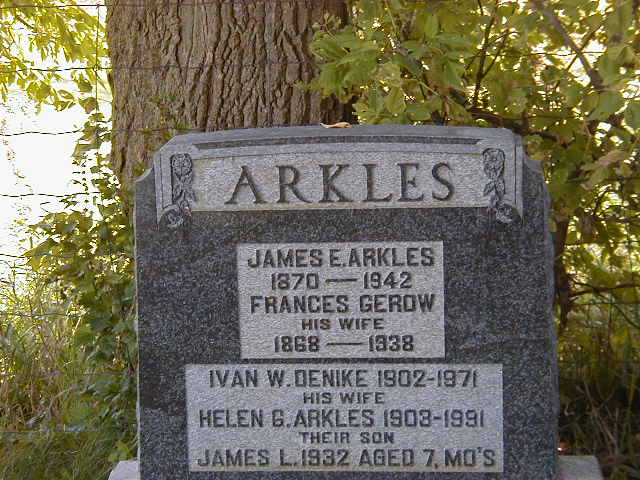 ARKLES
JAMES E. ARKLES
1870 — 1942
FRANCES GEROW
HIS WIFE
1868 — 1938
IVAN W. DENIKE 1902-1971
HIS WIFE
HELEN G. ARKLES 1903-1991
THEIR SON
JAMES L. 1932 AGED 7, MO'S